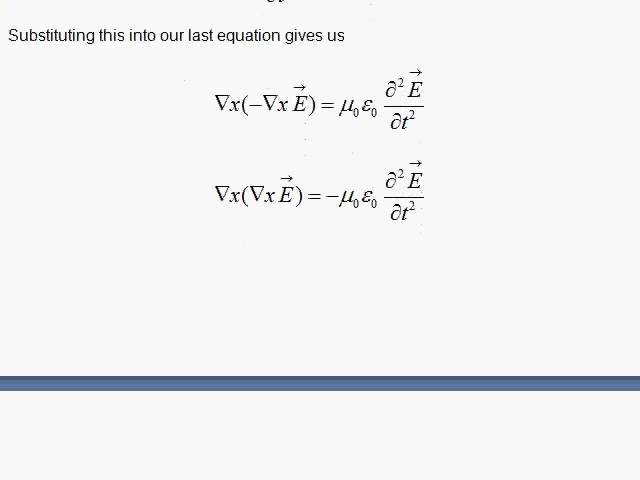 Substituting this into our last equation gives us
∇x(−∇x E⃗) = μ₀ε₀ ∂²E⃗/∂t²
∇x(∇x E⃗) = −μ₀ε₀ ∂²E⃗/∂t²